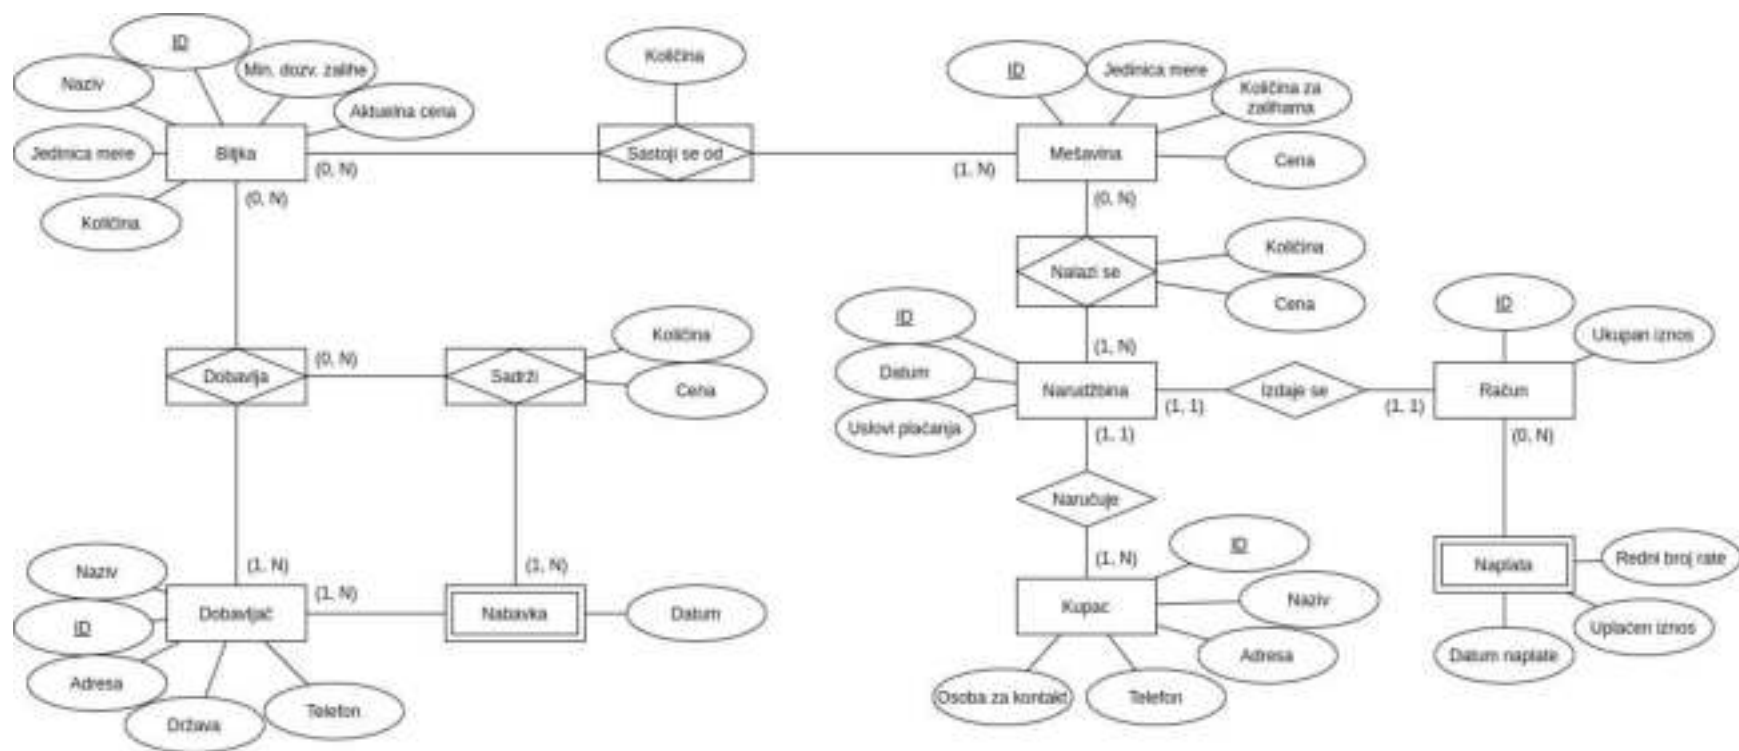 ID
Količina
ID
Jedinica mere
Min. dozv. zalihe
Naziv
Količina za
zalihama
Aktuelna cena
Jedinica mere
Biljka
Sastoji se od
Mešavina
Cena
(0, N)
(1, N)
(0, N)
(0, N)
Količina
Količina
Nalazi se
Cena
ID
ID
Ukupan iznos
Količina
(1, N)
(0, N)
Dobavlja
Sadrži
Datum
Cena
Narudžbina
Izdaje se
Račun
(1, 1)
(1, 1)
Uslovi plaćanja
(1, 1)
(0, N)
Naručuje
ID
(1, N)
(1, N)
(1, N)
Naziv
Naplata
Redni broj rate
(1, N)
Naziv
Kupac
ID
Dobavljač
Nabavka
Datum
Uplaćen iznos
Adresa
Datum naplate
Adresa
Osoba za kontakt
Telefon
Telefon
Država